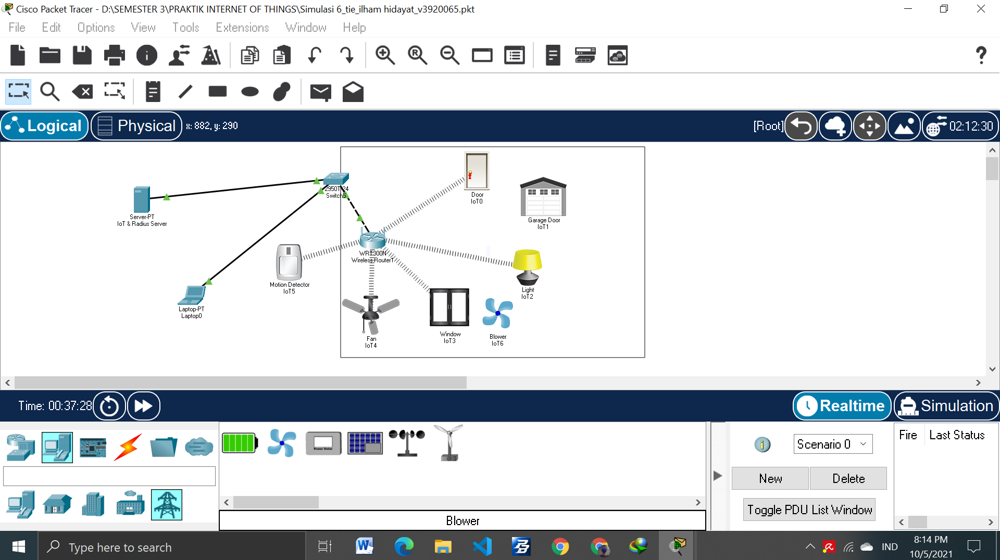 Cisco Packet Tracer - D:\SEMESTER 3\PRAKTIK INTERNET OF THINGS\Simulasi 6_tie_ilham hidayat_v3920065.pkt
File Edit Options View Tools Extensions Window Help
R
Logical Physical x: 882, y: 290 [Root] 02:12:30
Door
IoT0
2950T-24
Switch5
Server-PT
IoT & Radius Server
Garage Door
IoT1
WRT300N
Wireless Router1
Motion Detector
IoT5
Light
IoT2
Laptop-PT
Laptop0
Window
IoT3
Blower
IoT6
Fan
IoT4
Time: 00:37:28 Realtime Simulation
Power Meter
Scenario 0
Fire Last Status
New Delete
Toggle PDU List Window
Blower
Type here to search
IND
8:14 PM
10/5/2021